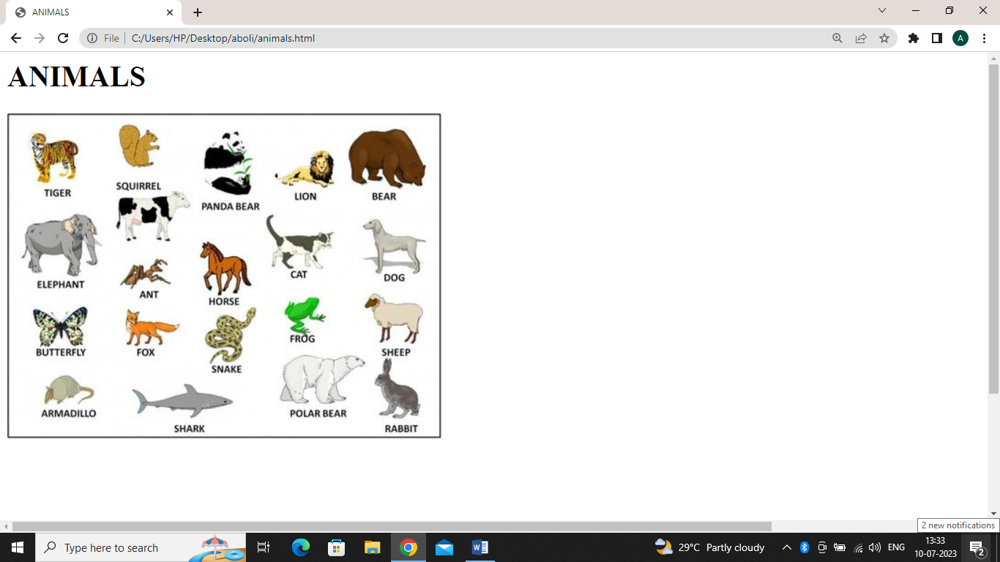 ANIMALS
File
C:/Users/HP/Desktop/aboli/animals.html
A
ANIMALS
TIGER
SQUIRREL
PANDA BEAR
LION
BEAR
ELEPHANT
ANT
HORSE
CAT
DOG
BUTTERFLY
FOX
SNAKE
FROG
SHEEP
ARMADILLO
SHARK
POLAR BEAR
RABBIT
2 new notifications
Type here to search
W
29°C Partly cloudy
ENG
13:33
10-07-2023
2